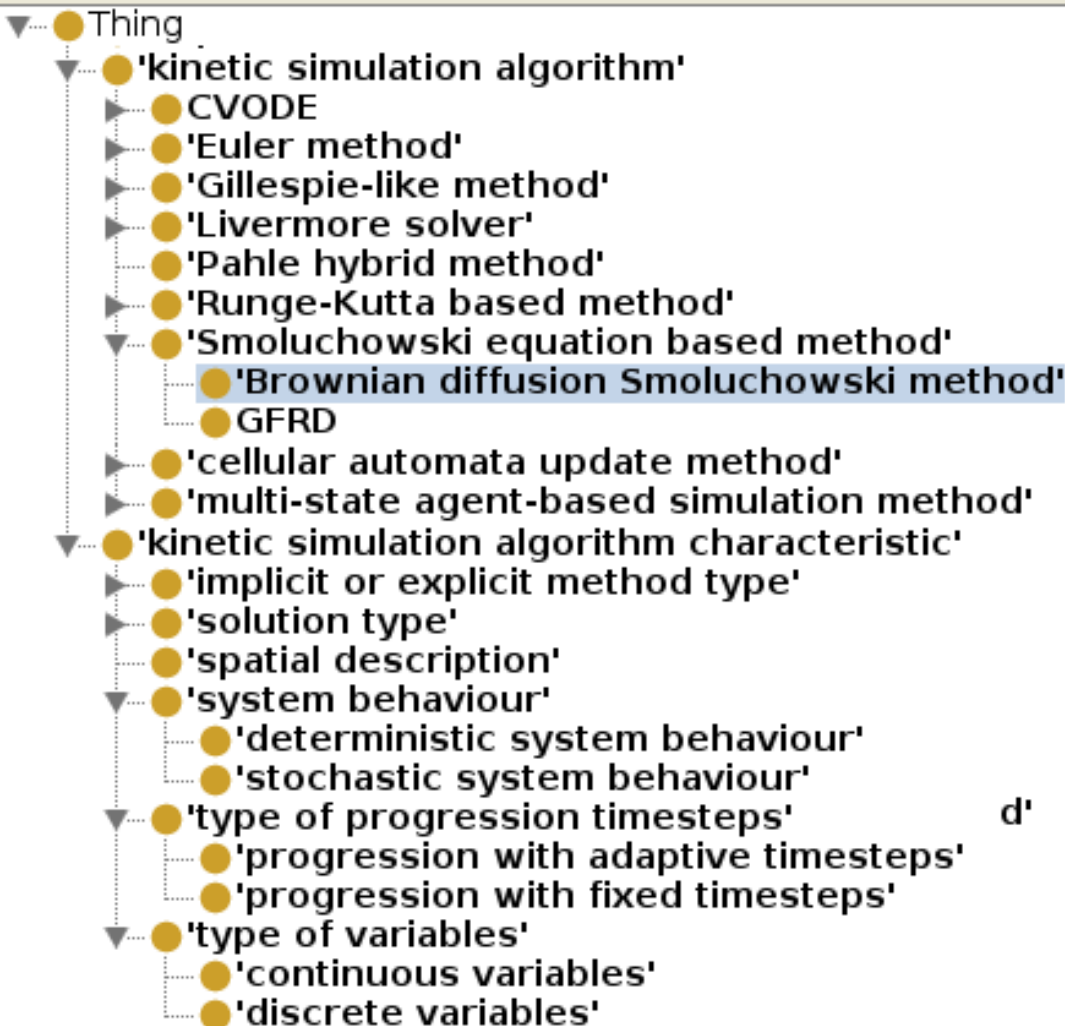 Thing
'kinetic simulation algorithm'
CVODE
'Euler method'
'Gillespie-like method'
'Livermore solver'
'Pahle hybrid method'
'Runge-Kutta based method'
'Smoluchowski equation based method'
'Brownian diffusion Smoluchowski method'
GFRD
'cellular automata update method'
'multi-state agent-based simulation method'
'kinetic simulation algorithm characteristic'
'implicit or explicit method type'
'solution type'
'spatial description'
'system behaviour'
'deterministic system behaviour'
'stochastic system behaviour'
'type of progression timesteps' d'
'progression with adaptive timesteps'
'progression with fixed timesteps'
'type of variables'
'continuous variables'
'discrete variables'